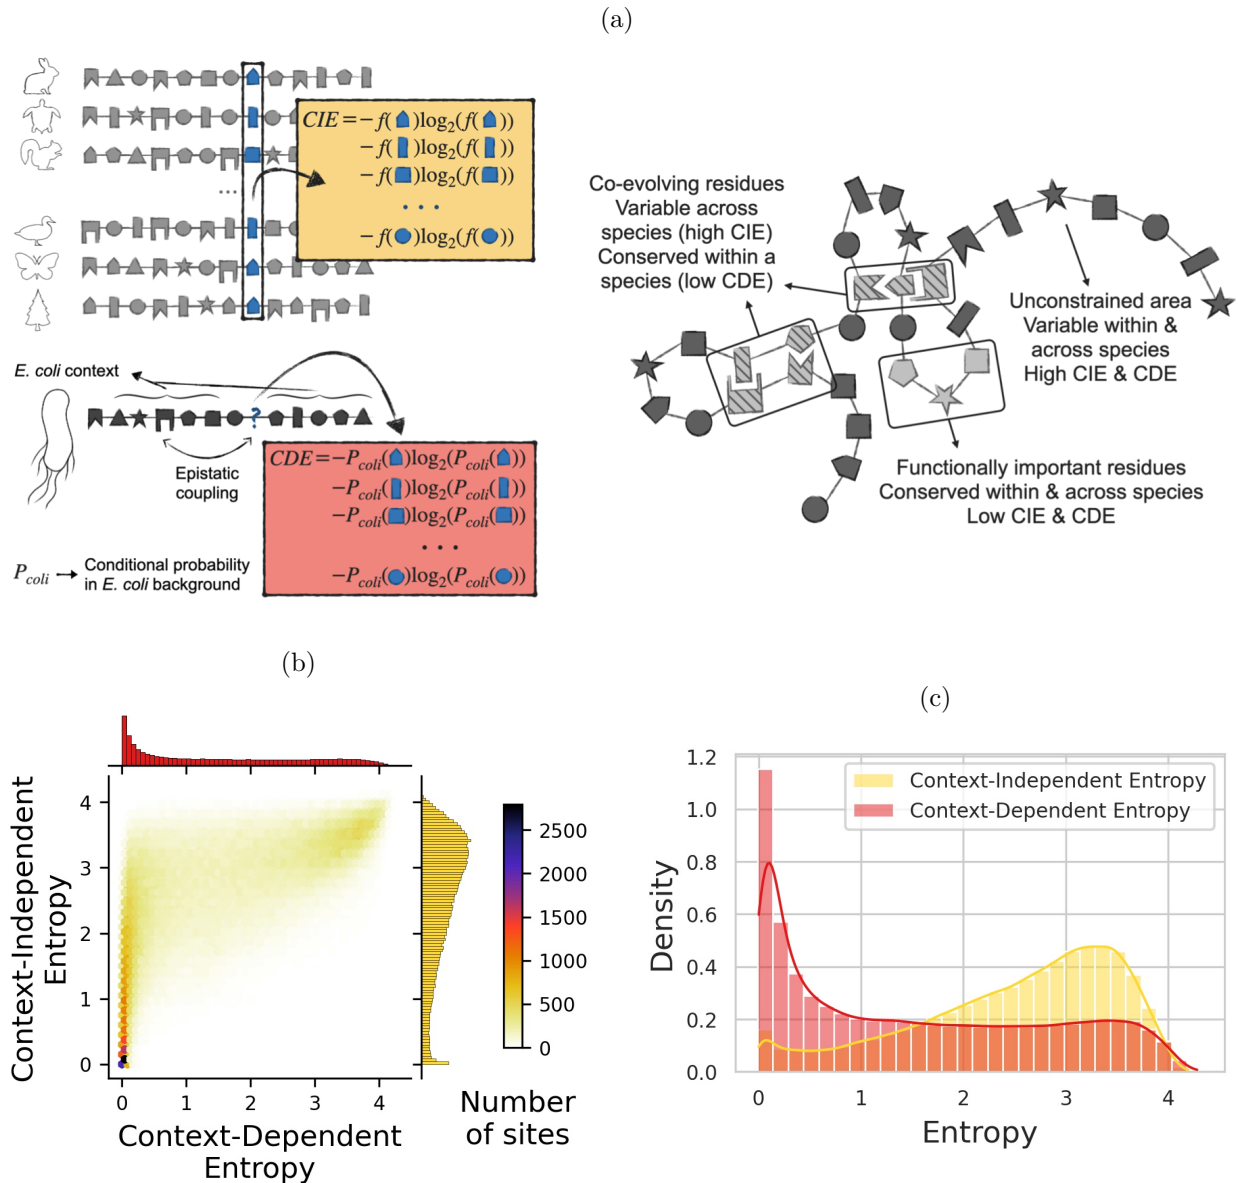 (a)
CIE = − f( )log2(f( ))
− f( )log2(f( ))
− f( )log2(f( ))
...
...
− f( )log2(f( ))
E. coli context
?
Epistatic
coupling
CDE = −Pcoli( )log2(Pcoli( ))
−Pcoli( )log2(Pcoli( ))
−Pcoli( )log2(Pcoli( ))
...
−Pcoli( )log2(Pcoli( ))
Pcoli → Conditional probability
in E. coli background
Co-evolving residues
Variable across
species (high CIE)
Conserved within a
species (low CDE)
Unconstrained area
Variable within &
across species
High CIE & CDE
Functionally important residues
Conserved within & across species
Low CIE & CDE
(b)
Context-Independent
Entropy
4
3
2
1
0
0 1 2 3 4
Context-Dependent
Entropy
2500
2000
1500
1000
500
0
Number
of sites
(c)
Density
1.2
1.0
0.8
0.6
0.4
0.2
0.0
Context-Independent Entropy
Context-Dependent Entropy
0 1 2 3 4
Entropy